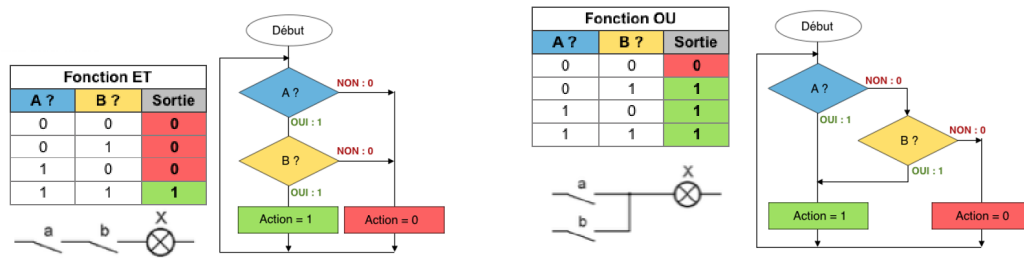 Fonction ET
A ? B ? Sortie
0 0 0
0 1 0
1 0 0
1 1 1
a b X
Début
A ?
NON : 0
OUI : 1
B ?
NON : 0
OUI : 1
Action = 1
Action = 0
Fonction OU
A ? B ? Sortie
0 0 0
0 1 1
1 0 1
1 1 1
a X
b
Début
A ?
NON : 0
OUI : 1
B ?
NON : 0
OUI : 1
Action = 1
Action = 0